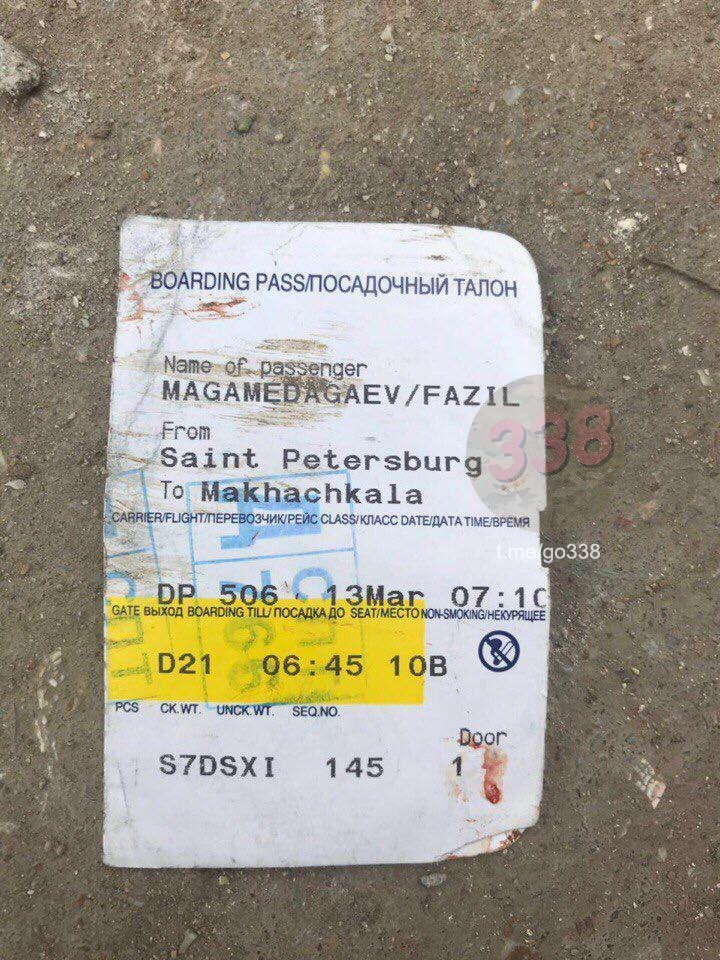 BOARDING PASS/ПОСАДОЧНЫЙ ТАЛОН
Name of passenger
MAGAMEDAGAEV/FAZIL
338
From
Saint Petersburg
To Makhachkala
CARRIER/FLIGHT/ПЕРЕВОЗЧИК/РЕЙС CLASS/КЛАСС DATE/ДАТА TIME/ВРЕМЯ
t.me/go338
DP 506 13Mar 07:10
GATE ВЫХОД BOARDING TILL/ ПОСАДКА ДО SEAT/МЕСТО NON-SMOKING/НЕКУРЯЩЕЕ
D21 06:45 10B
PCS CK.WT. UNCK.WT. SEQ.NO.
Door
S7DSXI 145 1